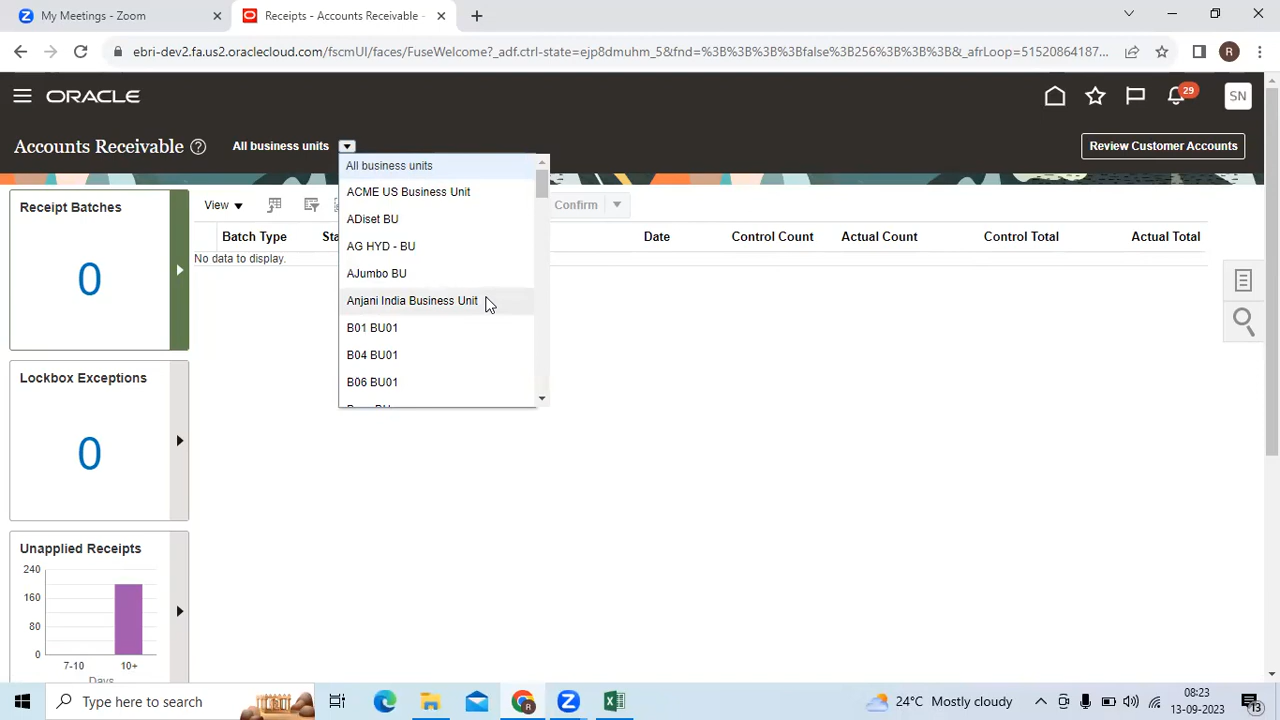 My Meetings - Zoom
Receipts - Accounts Receivable -
ebri-dev2.fa.us2.oraclecloud.com/fscmUI/faces/FuseWelcome?_adf.ctrl-state=ejp8dmuhm_5&fnd=%3B%3B%3B%3Bfalse%3B256%3B%3B%3B&_afrLoop=51520864187...
R
ORACLE
29
SN
Accounts Receivable
All business units
Review Customer Accounts
All business units
ACME US Business Unit
ADiset BU
AG HYD - BU
AJumbo BU
Anjani India Business Unit
B01 BU01
B04 BU01
B06 BU01
Receipt Batches
0
View
Confirm
Batch Type
Date
Control Count
Actual Count
Control Total
Actual Total
No data to display.
Lockbox Exceptions
0
Unapplied Receipts
240
160
80
0
7-10
10+
Days
Type here to search
24°C Mostly cloudy
08:23
13-09-2023
13